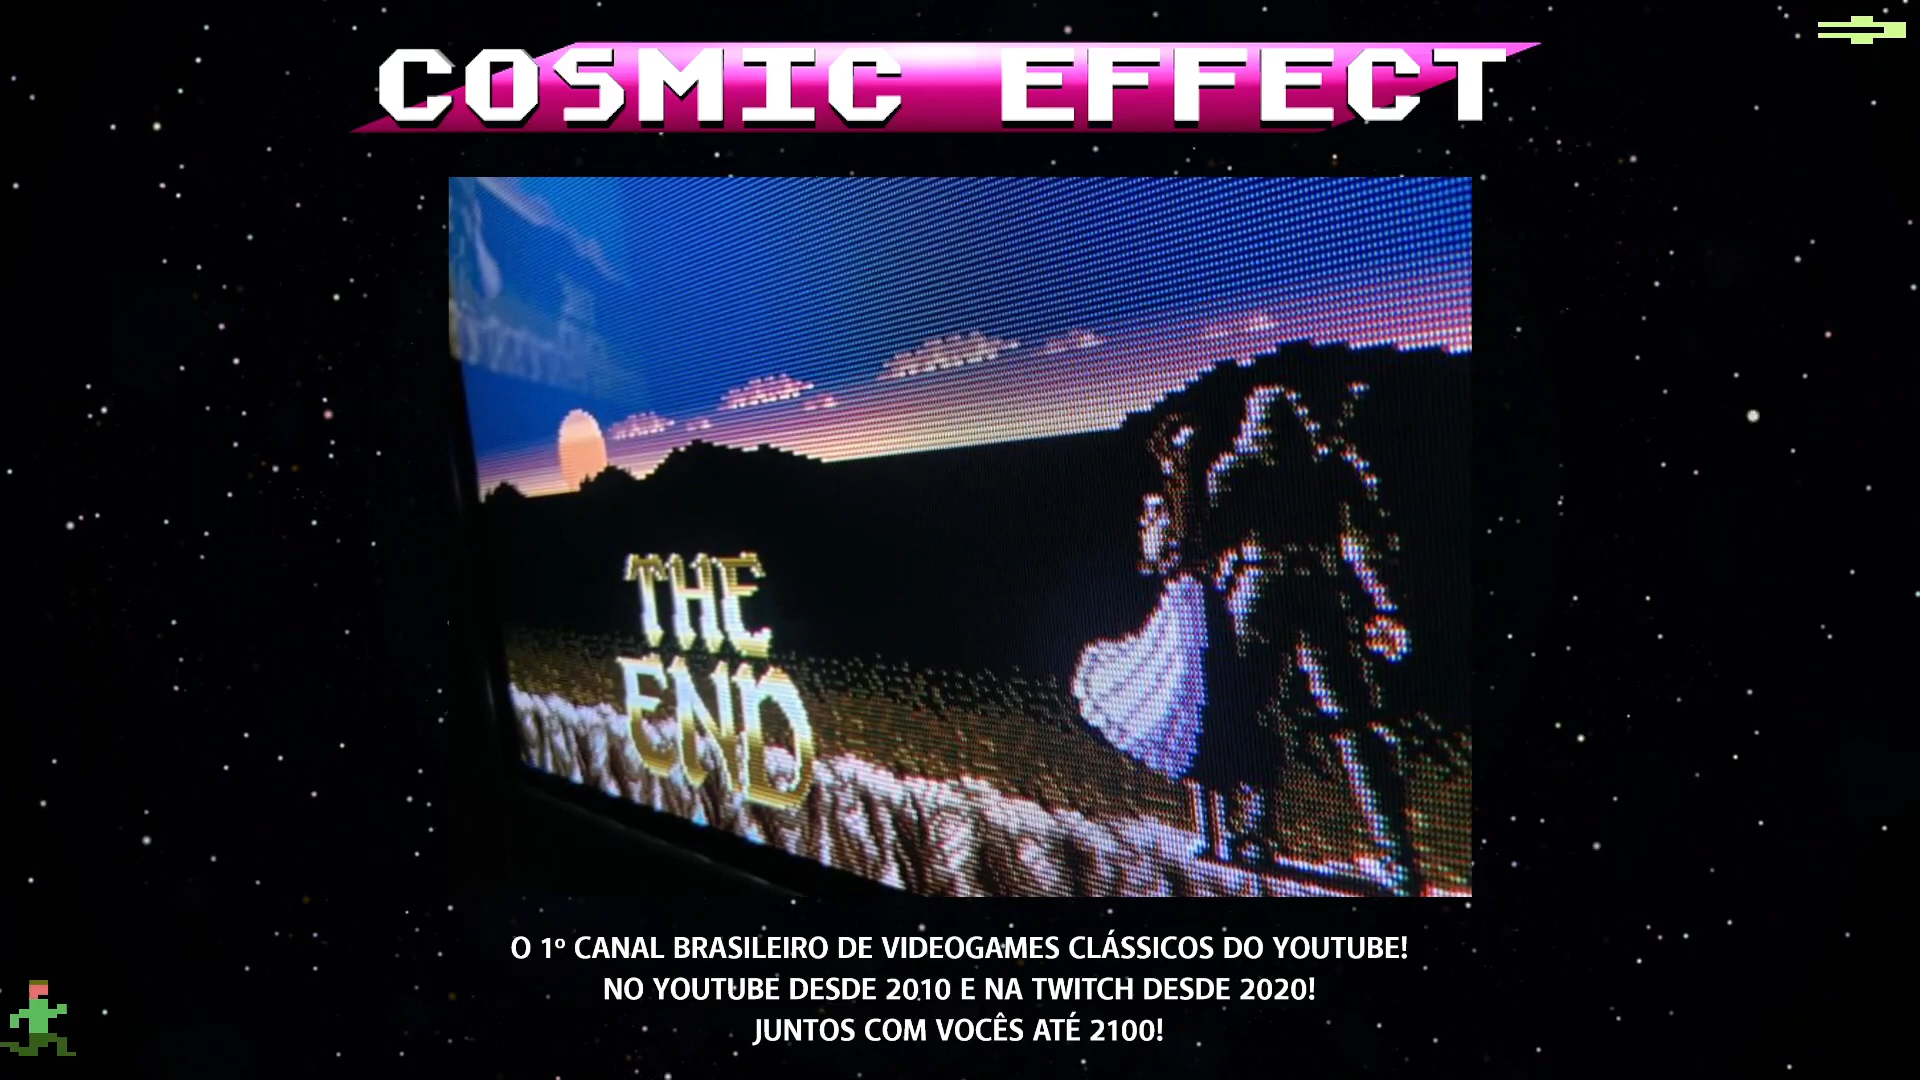 COSMIC EFFECT
THE
END
O 1º CANAL BRASILEIRO DE VIDEOGAMES CLÁSSICOS DO YOUTUBE!
NO YOUTUBE DESDE 2010 E NA TWITCH DESDE 2020!
JUNTOS COM VOCÊS ATÉ 2100!